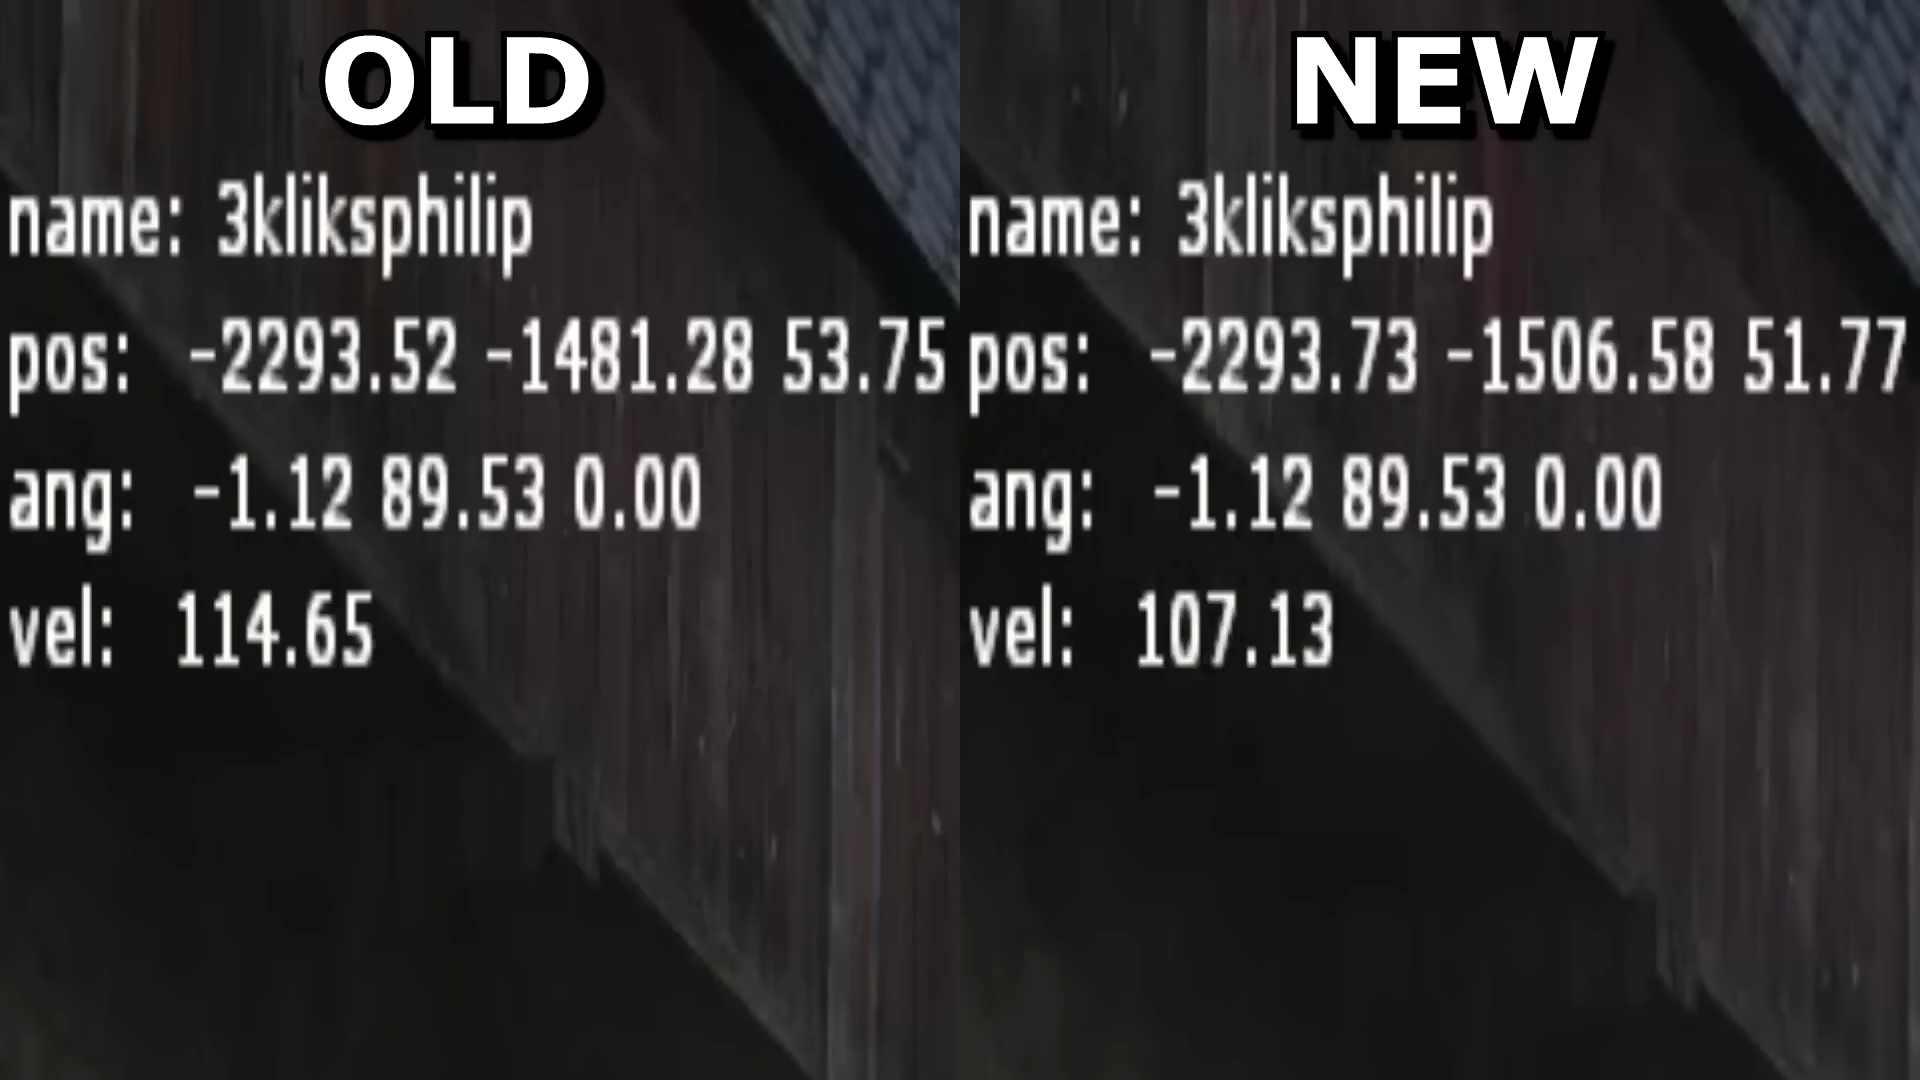 OLD
name: 3kliksphilip
pos: -2293.52 -1481.28 53.75
ang: -1.12 89.53 0.00
vel: 114.65
NEW
name: 3kliksphilip
pos: -2293.73 -1506.58 51.77
ang: -1.12 89.53 0.00
vel: 107.13